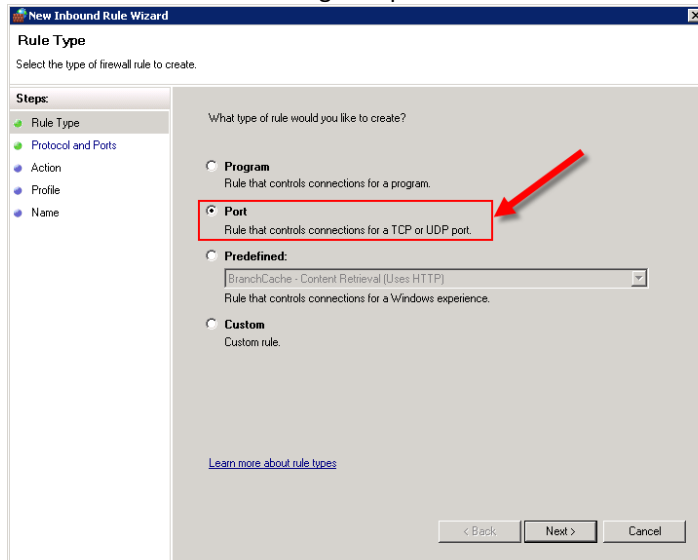 New Inbound Rule Wizard
Rule Type
Select the type of firewall rule to create.
Steps:
Rule Type
Protocol and Ports
Action
Profile
Name
What type of rule would you like to create?
Program
Rule that controls connections for a program.
Port
Rule that controls connections for a TCP or UDP port.
Predefined:
BranchCache - Content Retrieval (Uses HTTP)
Rule that controls connections for a Windows experience.
Custom
Custom rule.
Learn more about rule types
< Back
Next >
Cancel